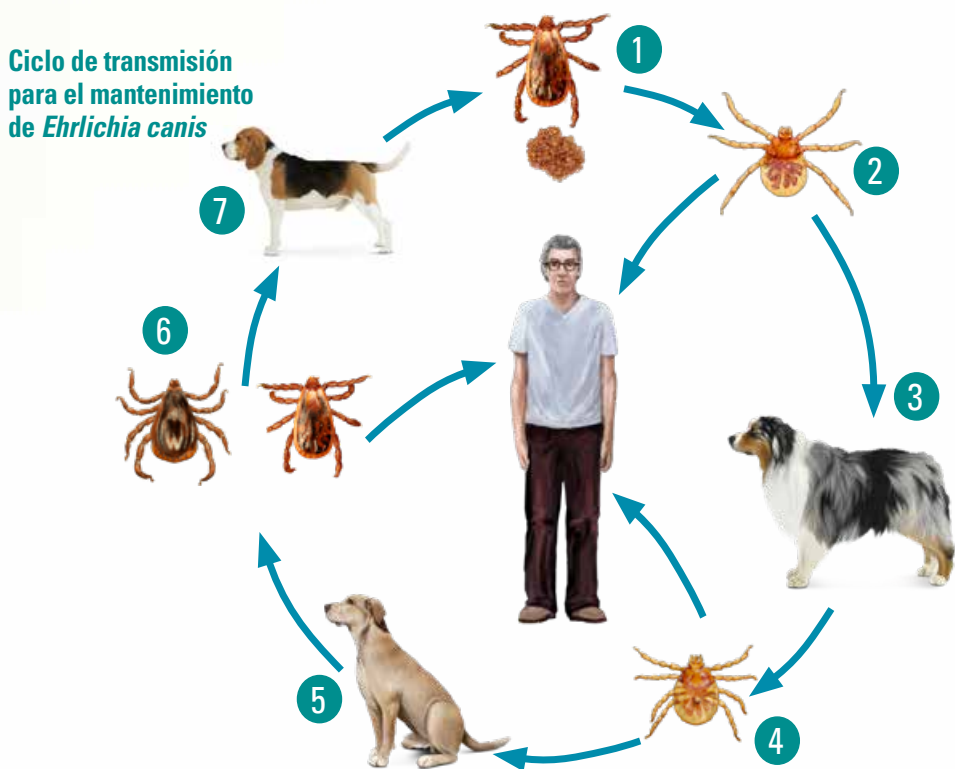 Ciclo de transmisión
para el mantenimiento
de Ehrlichia canis
1
2
3
4
5
6
7